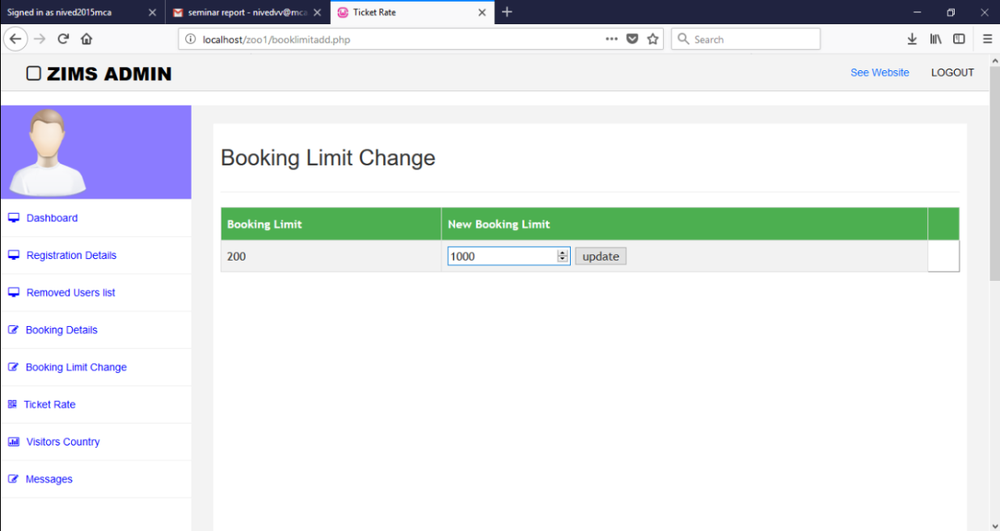 Signed in as nived2015mca
seminar report - nivedvv@mca
Ticket Rate
localhost/zoo1/booklimitadd.php
Search
ZIMS ADMIN
See Website
LOGOUT
Dashboard
Registration Details
Removed Users list
Booking Details
Booking Limit Change
Ticket Rate
Visitors Country
Messages
Booking Limit Change
Booking Limit
New Booking Limit
200
1000
update